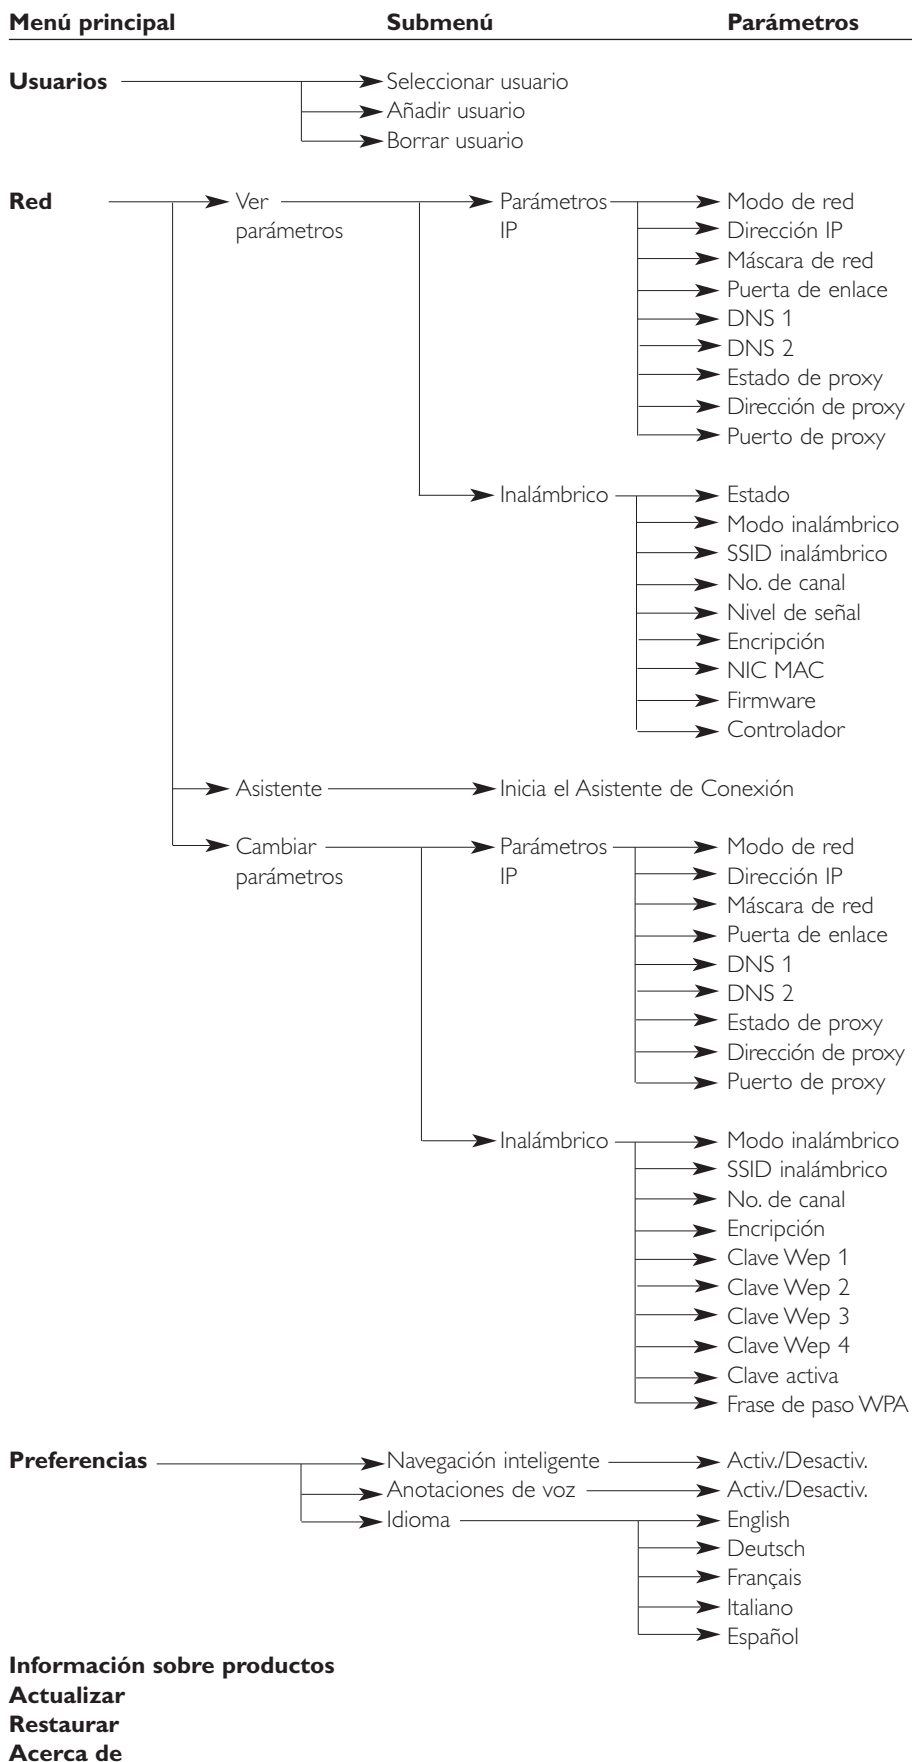 Menú principal Submenú Parámetros
Usuarios Seleccionar usuario
Añadir usuario
Borrar usuario
Red Ver Parámetros Modo de red
parámetros IP Dirección IP
Máscara de red
Puerta de enlace
DNS 1
DNS 2
Estado de proxy
Dirección de proxy
Puerto de proxy
Inalámbrico Estado
Modo inalámbrico
SSID inalámbrico
No. de canal
Nivel de señal
Encripción
NIC MAC
Firmware
Controlador
Asistente Inicia el Asistente de Conexión
Cambiar Parámetros Modo de red
parámetros IP Dirección IP
Máscara de red
Puerta de enlace
DNS 1
DNS 2
Estado de proxy
Dirección de proxy
Puerto de proxy
Inalámbrico Modo inalámbrico
SSID inalámbrico
No. de canal
Encripción
Clave Wep 1
Clave Wep 2
Clave Wep 3
Clave Wep 4
Clave activa
Frase de paso WPA
Preferencias Navegación inteligente Activ./Desactiv.
Anotaciones de voz Activ./Desactiv.
Idioma English
Deutsch
Français
Italiano
Español
Información sobre productos
Actualizar
Restaurar
Acerca de